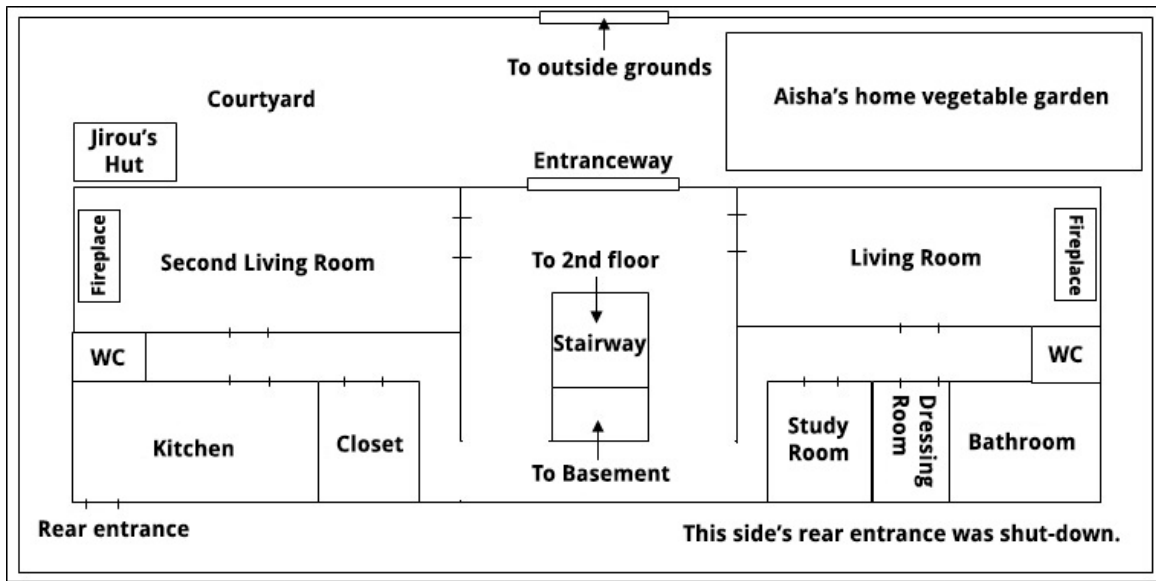 To outside grounds
Courtyard
Aisha's home vegetable garden
Jirou's
Hut
Entranceway
Fireplace
Second Living Room
To 2nd floor
Living Room
Fireplace
Stairway
WC
WC
Kitchen
Closet
To Basement
Study
Room
Dressing
Room
Bathroom
Rear entrance
This side's rear entrance was shut-down.